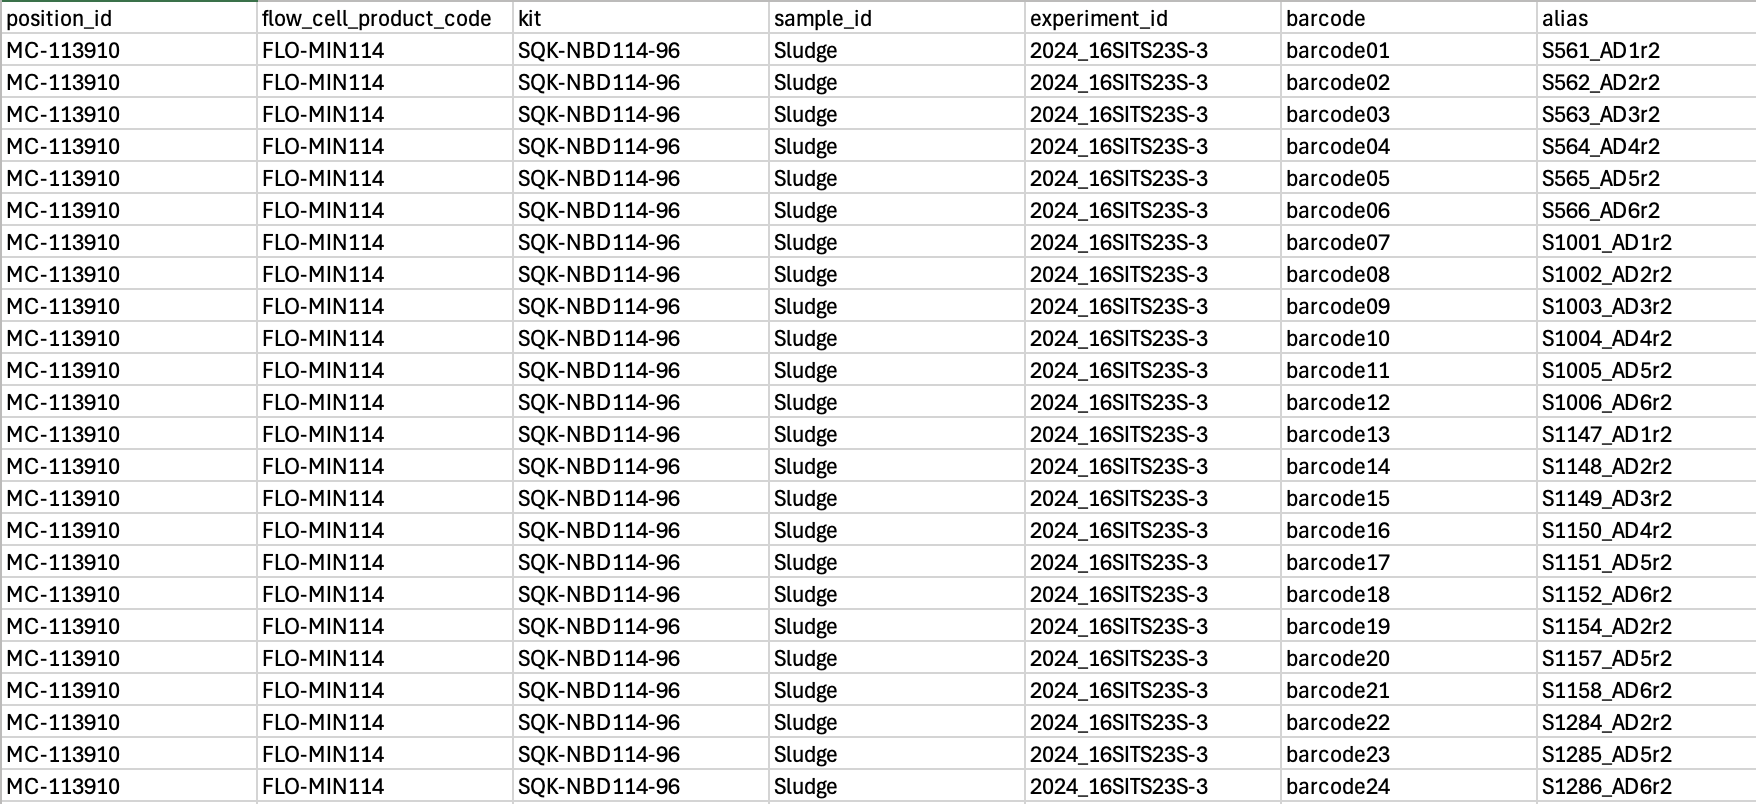 position_id flow_cell_product_code kit sample_id experiment_id barcode alias
MC-113910 FLO-MIN114 SQK-NBD114-96 Sludge 2024_16SITS23S-3 barcode01 S561_AD1r2
MC-113910 FLO-MIN114 SQK-NBD114-96 Sludge 2024_16SITS23S-3 barcode02 S562_AD2r2
MC-113910 FLO-MIN114 SQK-NBD114-96 Sludge 2024_16SITS23S-3 barcode03 S563_AD3r2
MC-113910 FLO-MIN114 SQK-NBD114-96 Sludge 2024_16SITS23S-3 barcode04 S564_AD4r2
MC-113910 FLO-MIN114 SQK-NBD114-96 Sludge 2024_16SITS23S-3 barcode05 S565_AD5r2
MC-113910 FLO-MIN114 SQK-NBD114-96 Sludge 2024_16SITS23S-3 barcode06 S566_AD6r2
MC-113910 FLO-MIN114 SQK-NBD114-96 Sludge 2024_16SITS23S-3 barcode07 S1001_AD1r2
MC-113910 FLO-MIN114 SQK-NBD114-96 Sludge 2024_16SITS23S-3 barcode08 S1002_AD2r2
MC-113910 FLO-MIN114 SQK-NBD114-96 Sludge 2024_16SITS23S-3 barcode09 S1003_AD3r2
MC-113910 FLO-MIN114 SQK-NBD114-96 Sludge 2024_16SITS23S-3 barcode10 S1004_AD4r2
MC-113910 FLO-MIN114 SQK-NBD114-96 Sludge 2024_16SITS23S-3 barcode11 S1005_AD5r2
MC-113910 FLO-MIN114 SQK-NBD114-96 Sludge 2024_16SITS23S-3 barcode12 S1006_AD6r2
MC-113910 FLO-MIN114 SQK-NBD114-96 Sludge 2024_16SITS23S-3 barcode13 S1147_AD1r2
MC-113910 FLO-MIN114 SQK-NBD114-96 Sludge 2024_16SITS23S-3 barcode14 S1148_AD2r2
MC-113910 FLO-MIN114 SQK-NBD114-96 Sludge 2024_16SITS23S-3 barcode15 S1149_AD3r2
MC-113910 FLO-MIN114 SQK-NBD114-96 Sludge 2024_16SITS23S-3 barcode16 S1150_AD4r2
MC-113910 FLO-MIN114 SQK-NBD114-96 Sludge 2024_16SITS23S-3 barcode17 S1151_AD5r2
MC-113910 FLO-MIN114 SQK-NBD114-96 Sludge 2024_16SITS23S-3 barcode18 S1152_AD6r2
MC-113910 FLO-MIN114 SQK-NBD114-96 Sludge 2024_16SITS23S-3 barcode19 S1154_AD2r2
MC-113910 FLO-MIN114 SQK-NBD114-96 Sludge 2024_16SITS23S-3 barcode20 S1157_AD5r2
MC-113910 FLO-MIN114 SQK-NBD114-96 Sludge 2024_16SITS23S-3 barcode21 S1158_AD6r2
MC-113910 FLO-MIN114 SQK-NBD114-96 Sludge 2024_16SITS23S-3 barcode22 S1284_AD2r2
MC-113910 FLO-MIN114 SQK-NBD114-96 Sludge 2024_16SITS23S-3 barcode23 S1285_AD5r2
MC-113910 FLO-MIN114 SQK-NBD114-96 Sludge 2024_16SITS23S-3 barcode24 S1286_AD6r2